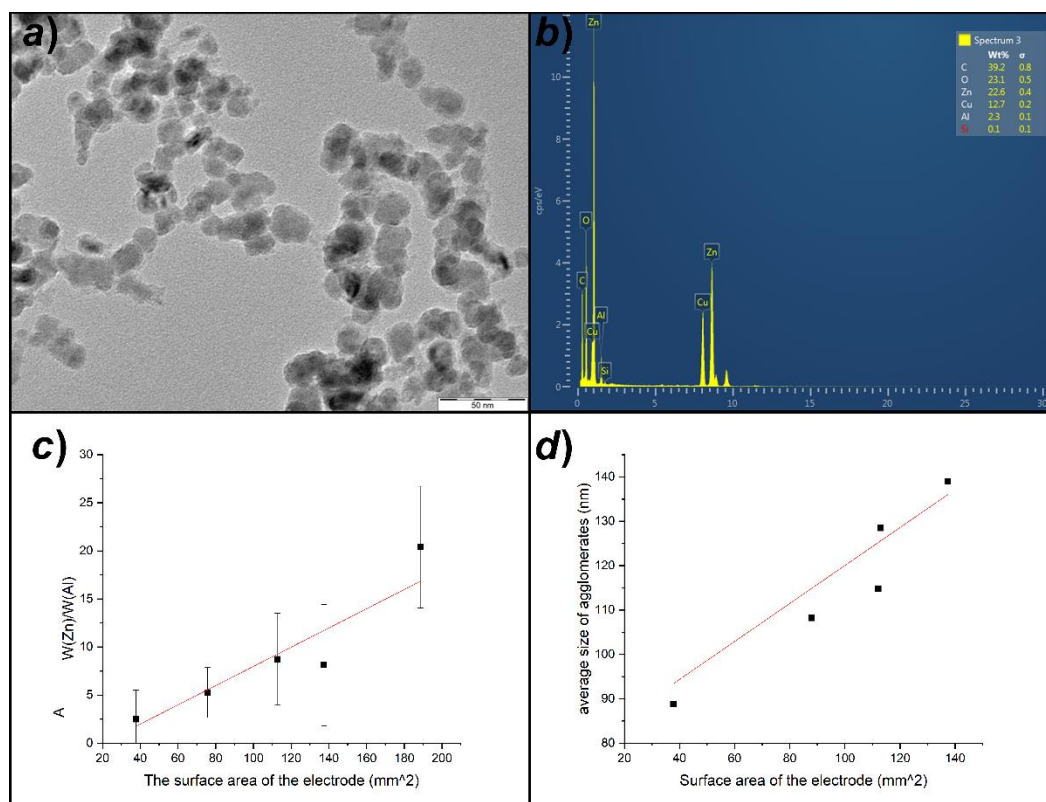 a)
50 nm
b)
Zn
Spectrum 3
Wt% σ
C 39.2 0.8
O 23.1 0.5
Zn 22.6 0.4
Cu 12.7 0.2
Al 2.3 0.1
Si 0.1 0.1
10
8
6
4
2
0
cps/eV
O
C
Cu
Al
Si
Cu
Zn
0 5 10 15 20 25 30
c)
30
25
20
15
10
5
0
W(Zn)/W(Al)
A
20 40 60 80 100 120 140 160 180 200
The surface area of the electrode (mm^2)
d)
140
130
120
110
100
90
80
average size of agglomerates (nm)
20 40 60 80 100 120 140
Surface area of the electrode (mm^2)